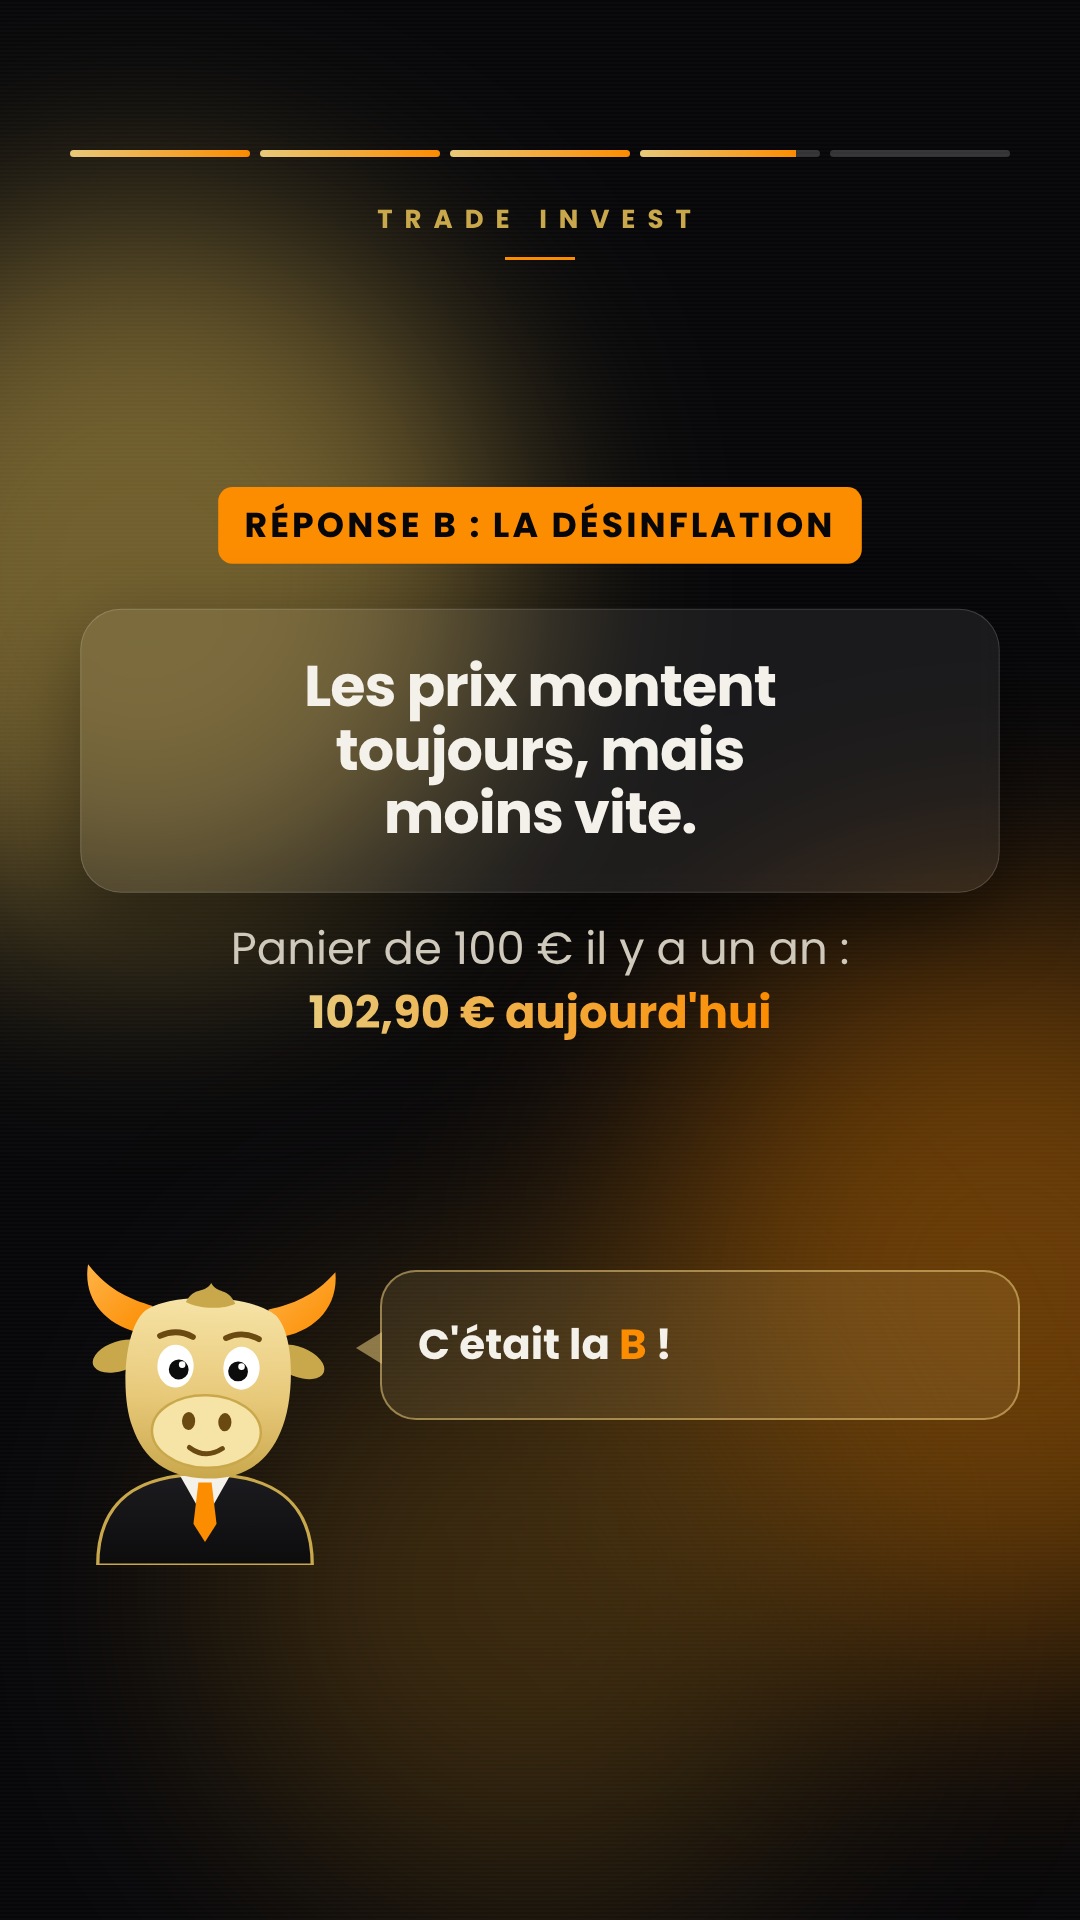 TRADE INVEST
RÉPONSE B : LA DÉSINFLATION
Les prix montent
toujours, mais
moins vite.
Panier de 100 € il y a un an :
102,90 € aujourd'hui
C'était la B !